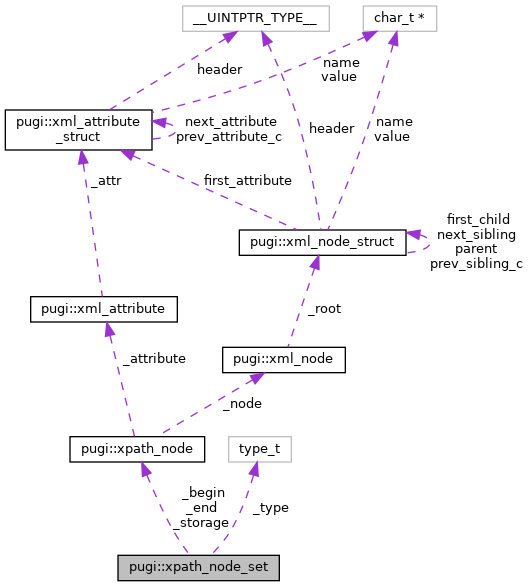 __UINTPTR_TYPE__
char_t *
header
name
value
pugi::xml_attribute
_struct
next_attribute
prev_attribute_c
header
name
value
_attr
first_attribute
pugi::xml_node_struct
first_child
next_sibling
parent
prev_sibling_c
pugi::xml_attribute
_root
_attribute
pugi::xml_node
_node
pugi::xpath_node
type_t
_begin
_end
_storage
_type
pugi::xpath_node_set